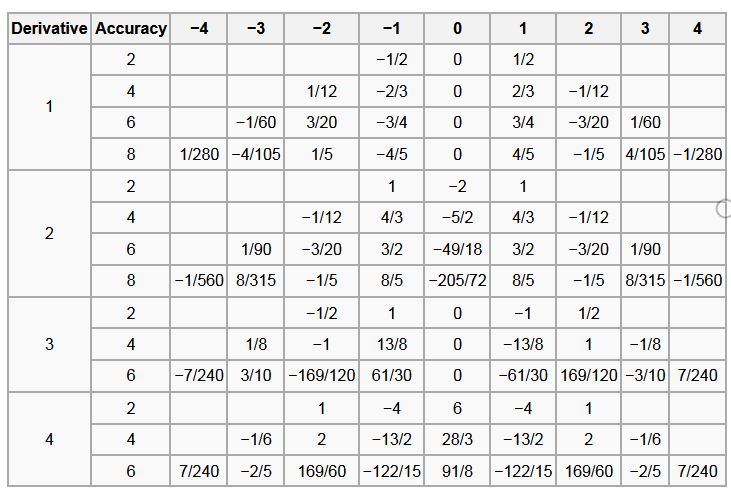 Derivative Accuracy −4 −3 −2 −1 0 1 2 3 4
1
2 −1/2 0 1/2
4 1/12 −2/3 0 2/3 −1/12
6 −1/60 3/20 −3/4 0 3/4 −3/20 1/60
8 1/280 −4/105 1/5 −4/5 0 4/5 −1/5 4/105 −1/280
2
2 1 −2 1
4 −1/12 4/3 −5/2 4/3 −1/12
6 1/90 −3/20 3/2 −49/18 3/2 −3/20 1/90
8 −1/560 8/315 −1/5 8/5 −205/72 8/5 −1/5 8/315 −1/560
3
2 −1/2 1 0 −1 1/2
4 1/8 −1 13/8 0 −13/8 1 −1/8
6 −7/240 3/10 −169/120 61/30 0 −61/30 169/120 −3/10 7/240
4
2 1 −4 6 −4 1
4 −1/6 2 −13/2 28/3 −13/2 2 −1/6
6 7/240 −2/5 169/60 −122/15 91/8 −122/15 169/60 −2/5 7/240